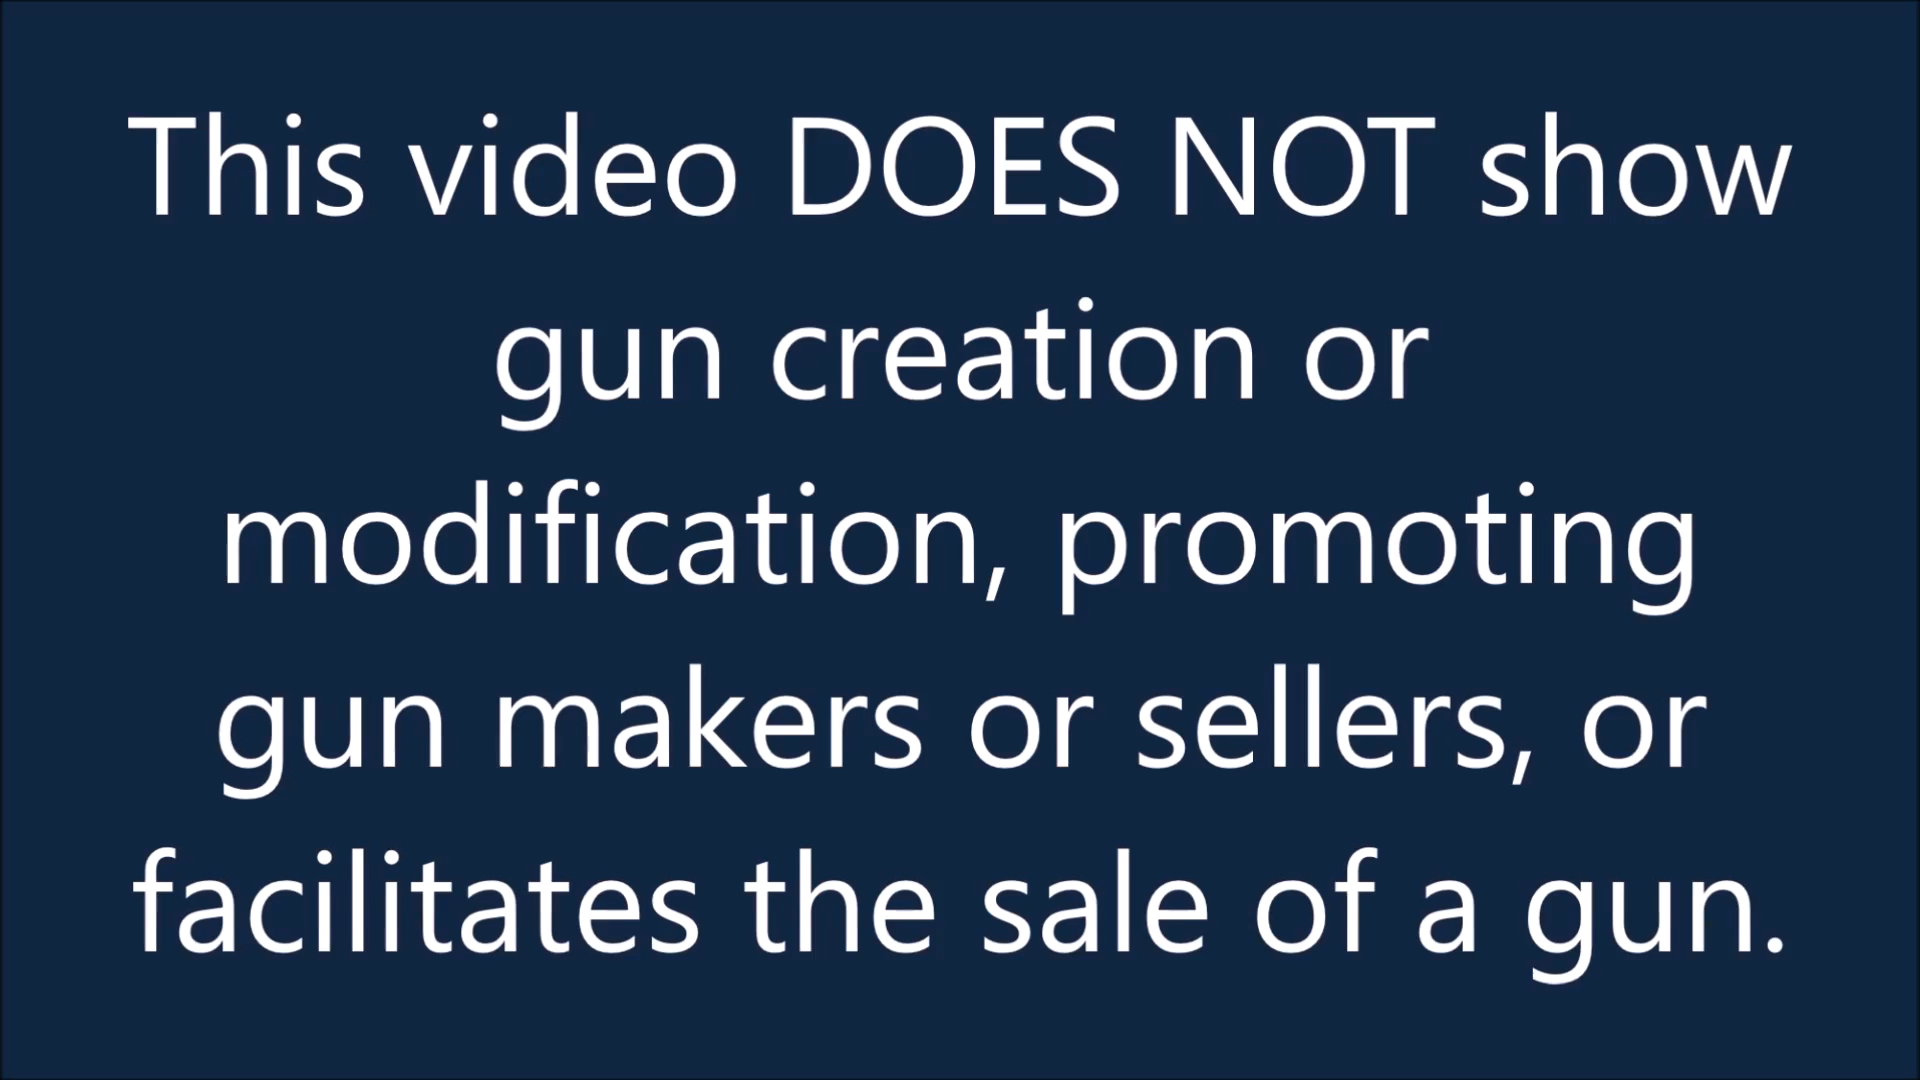 This video DOES NOT show
gun creation or
modification, promoting
gun makers or sellers, or
facilitates the sale of a gun.